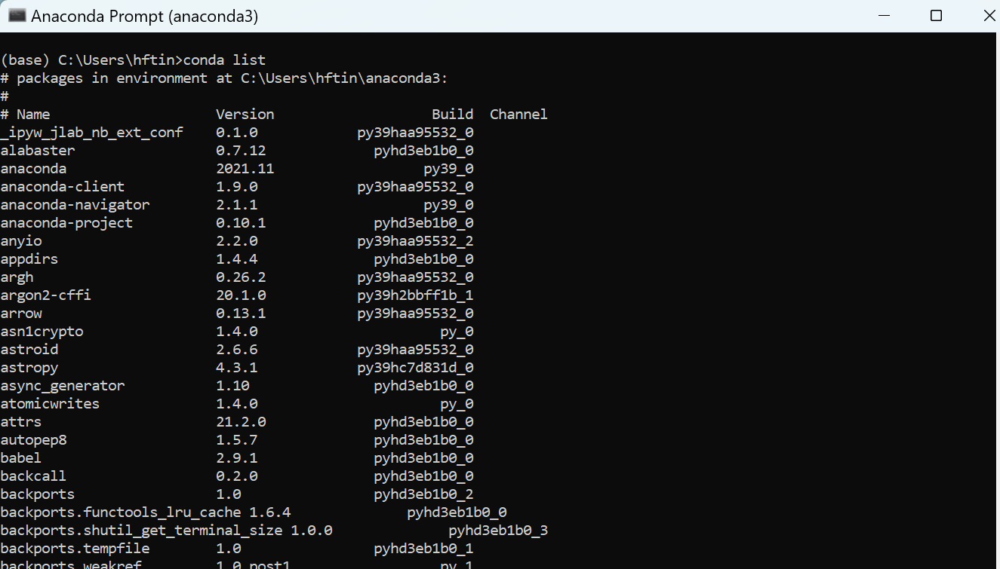 Anaconda Prompt (anaconda3)
(base) C:\Users\hftin>conda list
# packages in environment at C:\Users\hftin\anaconda3:
#
# Name                    Version                   Build  Channel
_ipyw_jlab_nb_ext_conf    0.1.0            py39haa95532_0
alabaster                 0.7.12             pyhd3eb1b0_0
anaconda                  2021.11                  py39_0
anaconda-client           1.9.0            py39haa95532_0
anaconda-navigator        2.1.1                    py39_0
anaconda-project          0.10.1             pyhd3eb1b0_0
anyio                     2.2.0            py39haa95532_2
appdirs                   1.4.4              pyhd3eb1b0_0
argh                      0.26.2           py39haa95532_0
argon2-cffi               20.1.0           py39h2bbff1b_1
arrow                     0.13.1           py39haa95532_0
asn1crypto                1.4.0                      py_0
astroid                   2.6.6            py39haa95532_0
astropy                   4.3.1            py39hc7d831d_0
async_generator           1.10               pyhd3eb1b0_0
atomicwrites              1.4.0                      py_0
attrs                     21.2.0             pyhd3eb1b0_0
autopep8                  1.5.7              pyhd3eb1b0_0
babel                     2.9.1              pyhd3eb1b0_0
backcall                  0.2.0              pyhd3eb1b0_0
backports                 1.0                pyhd3eb1b0_2
backports.functools_lru_cache 1.6.4              pyhd3eb1b0_0
backports.shutil_get_terminal_size 1.0.0              pyhd3eb1b0_3
backports.tempfile        1.0                pyhd3eb1b0_1
backports.weakref         1.0.post1                  py_1